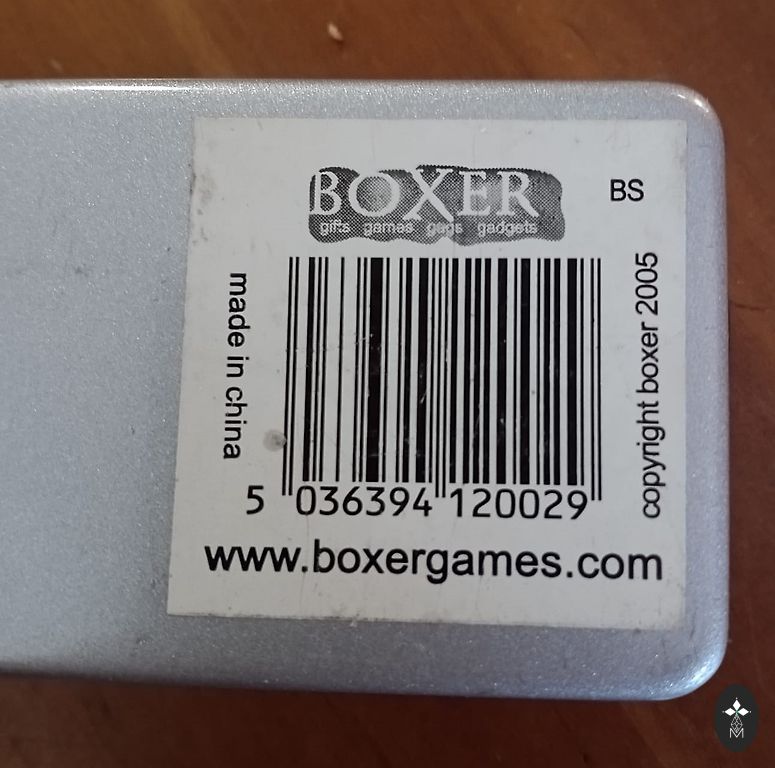 BOXER
gifts games gags gadgets
BS
made in china
copyright boxer 2005
5 036394 120029
www.boxergames.com
M